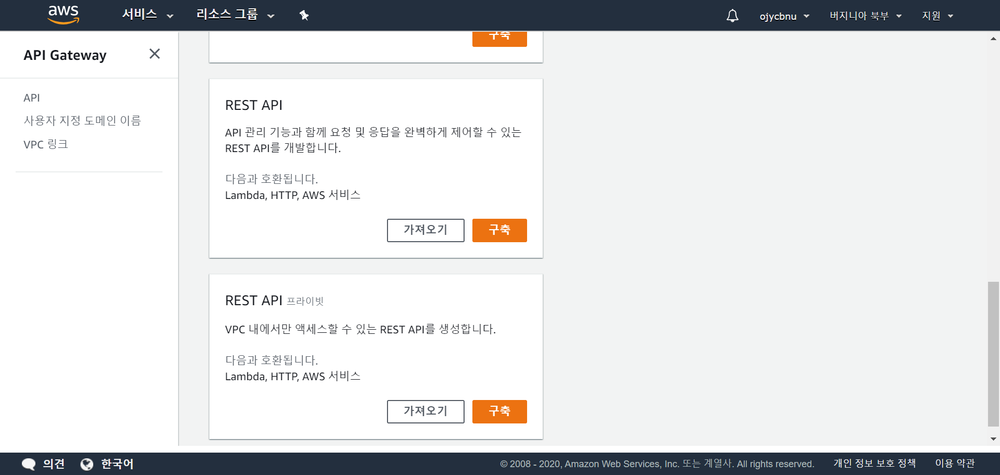 aws 서비스 리소스 그룹 ojycbnu 버지니아 북부 지원
API Gateway
API
사용자 지정 도메인 이름
VPC 링크
구축
REST API
API 관리 기능과 함께 요청 및 응답을 완벽하게 제어할 수 있는
REST API를 개발합니다.
다음과 호환됩니다.
Lambda, HTTP, AWS 서비스
가져오기 구축
REST API 프라이빗
VPC 내에서만 액세스할 수 있는 REST API를 생성합니다.
다음과 호환됩니다.
Lambda, HTTP, AWS 서비스
가져오기 구축
의견 한국어 © 2008 - 2020, Amazon Web Services, Inc. 또는 계열사. All rights reserved. 개인 정보 보호 정책 이용 약관